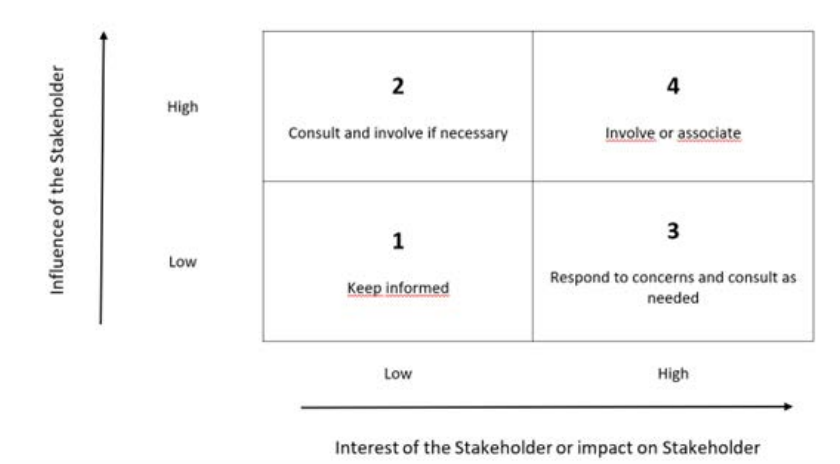 Influence of the Stakeholder
High
2
Consult and involve if necessary
4
Involve or associate
Low
1
Keep informed
3
Respond to concerns and consult as
needed
Low
High
Interest of the Stakeholder or impact on Stakeholder